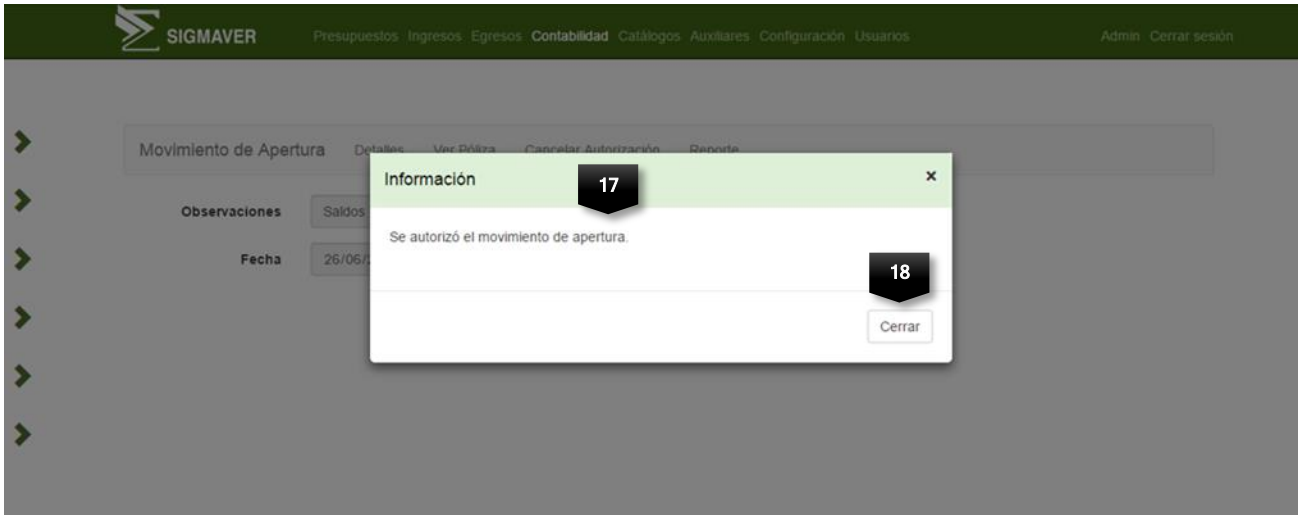 SIGMAVER Presupuestos Ingresos Egresos Contabilidad Catálogos Auxiliares Configuración Usuarios Admin Cerrar sesión
Movimiento de Apertura Detalles Ver Póliza Cancelar Autorización Reporte
Información 17 ×
Observaciones Saldos
Se autorizó el movimiento de apertura.
Fecha 26/06/
18
Cerrar